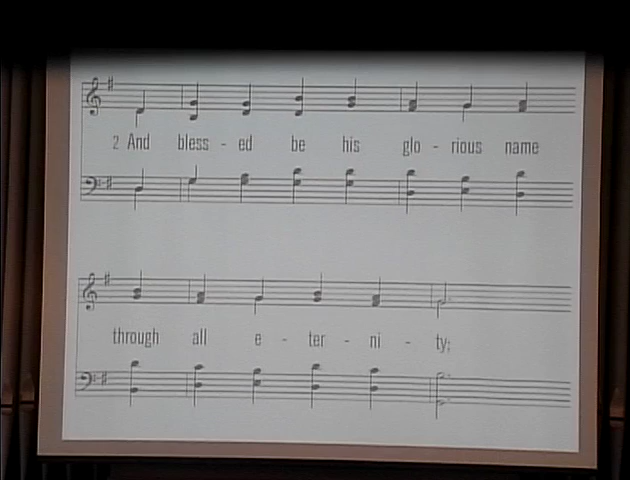 2 And bless - ed be his glo - rious name
through all e - ter - ni - ty;